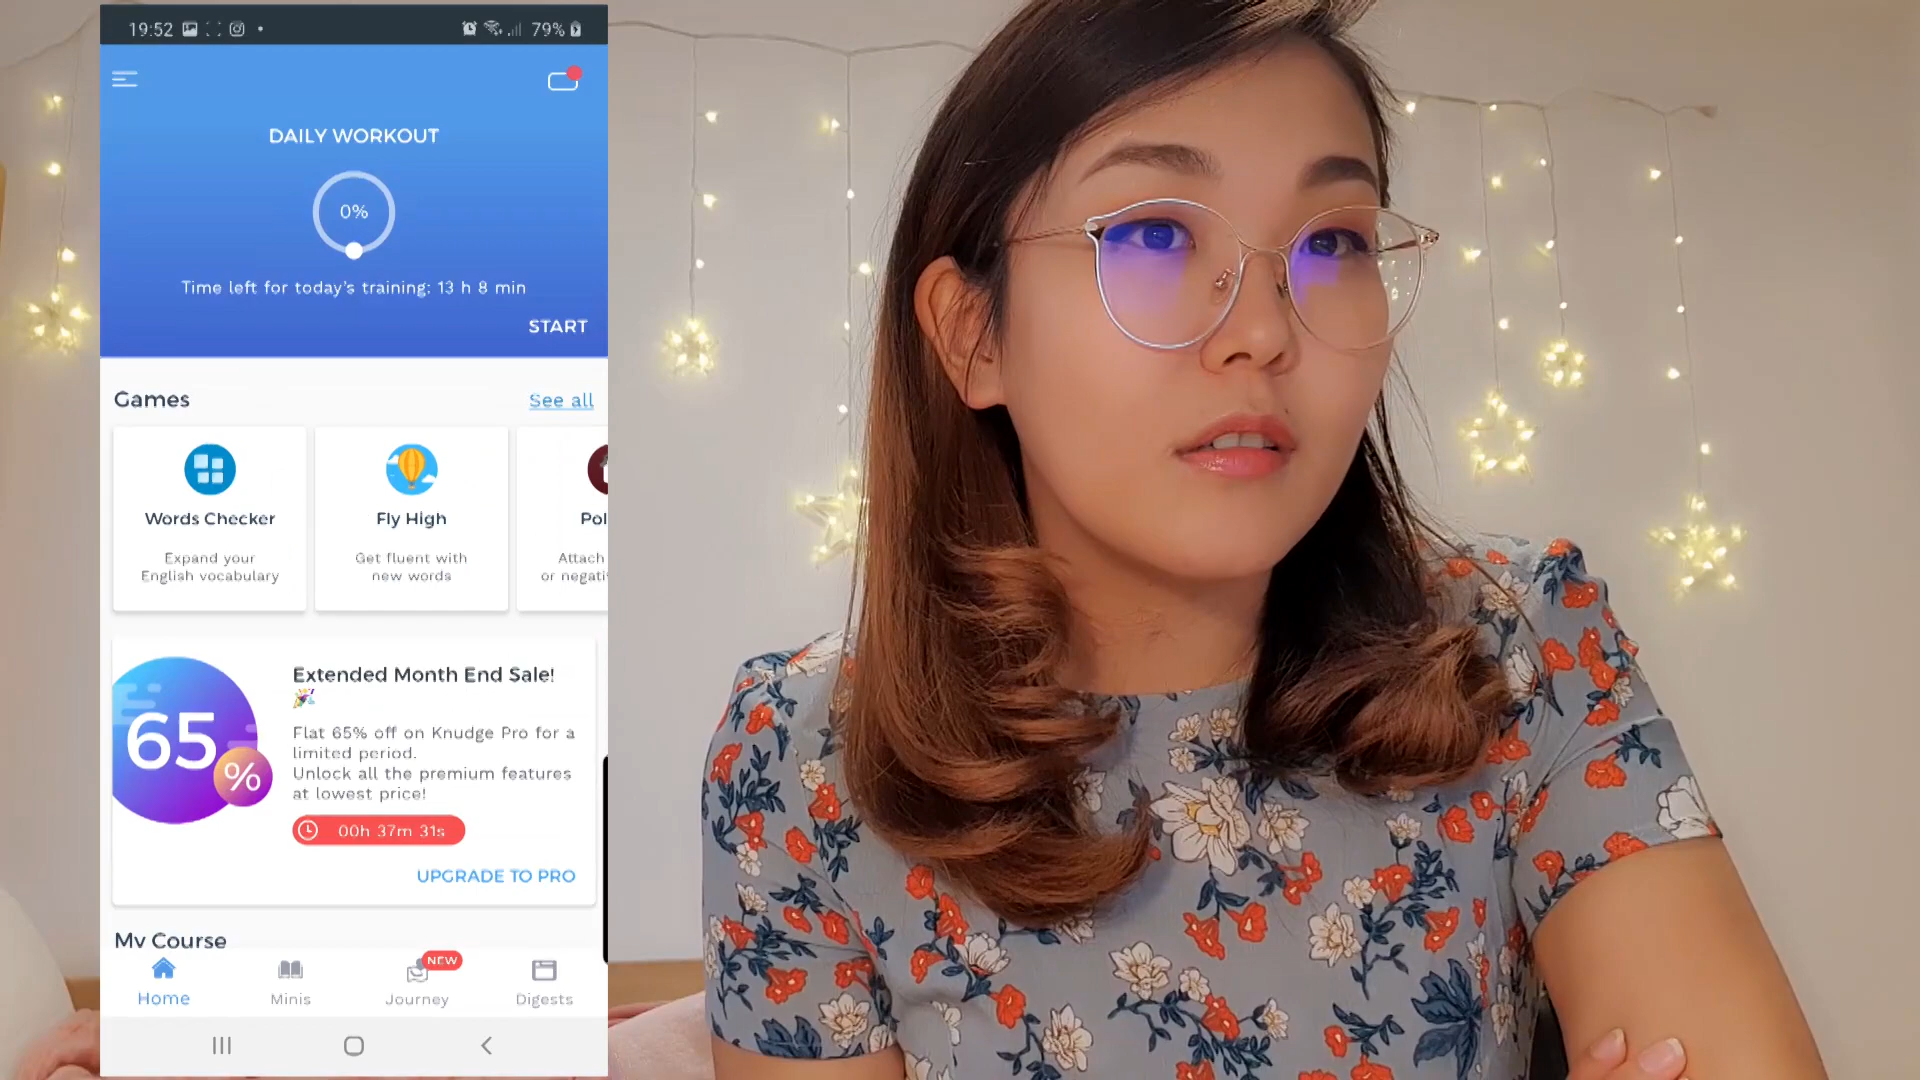 19:52
79%
DAILY WORKOUT
0%
Time left for today's training: 13 h 8 min
START
Games
See all
Words Checker
Expand your
English vocabulary
Fly High
Get fluent with
new words
Pol
Attach
or negati
65
%
Extended Month End Sale!
Flat 65% off on Knudge Pro for a
limited period.
Unlock all the premium features
at lowest price!
00h 37m 31s
UPGRADE TO PRO
My Course
NEW
Home
Minis
Journey
Digests